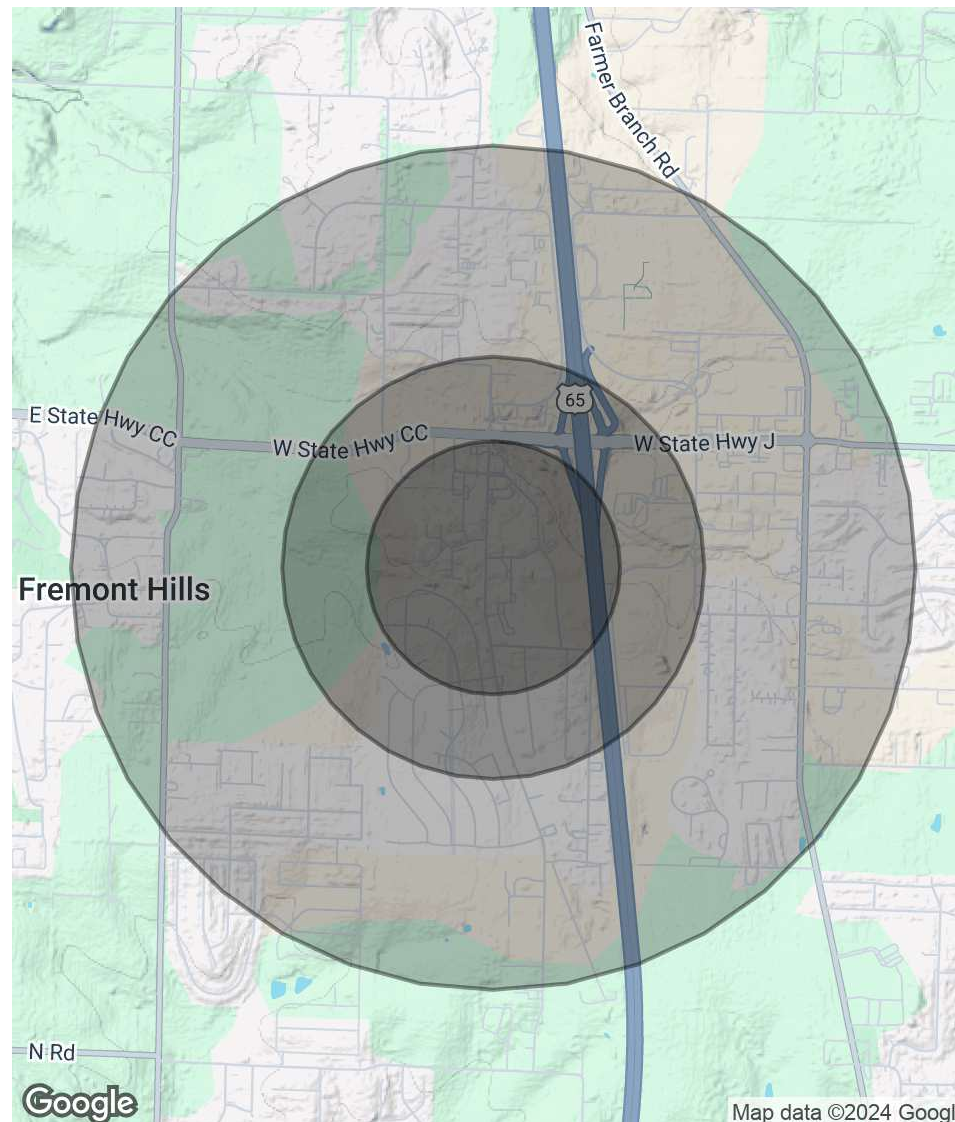 Farmer Branch Rd
65
E State Hwy CC
W State Hwy CC
W State Hwy J
Fremont Hills
N Rd
Google
Map data ©2024 Googl